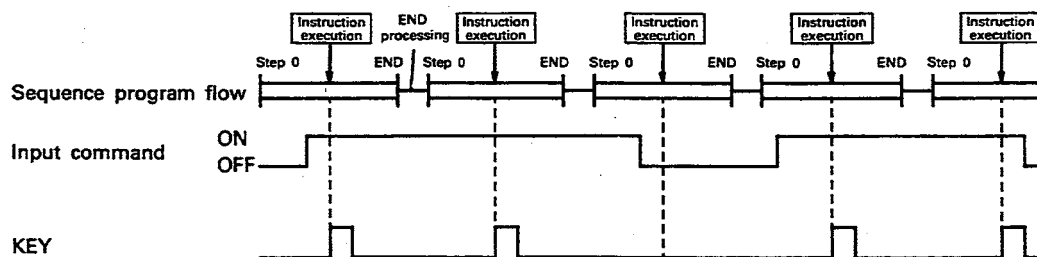 Instruction execution
END processing
Instruction execution
Instruction execution
Instruction execution
Instruction execution
Step 0 END Step 0 END Step 0 END Step 0 END Step 0
Sequence program flow
Input command ON
OFF
KEY